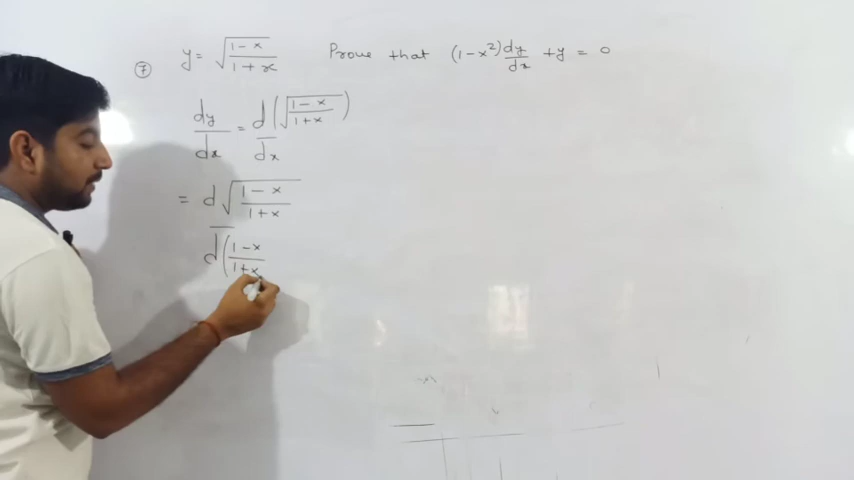 ⑦ y = √(1-x / 1+x) Prove that (1-x²) dy/dx + y = 0
dy/dx = d/dx (√(1-x / 1+x))
= d√(1-x / 1+x) / d(1-x / 1+x